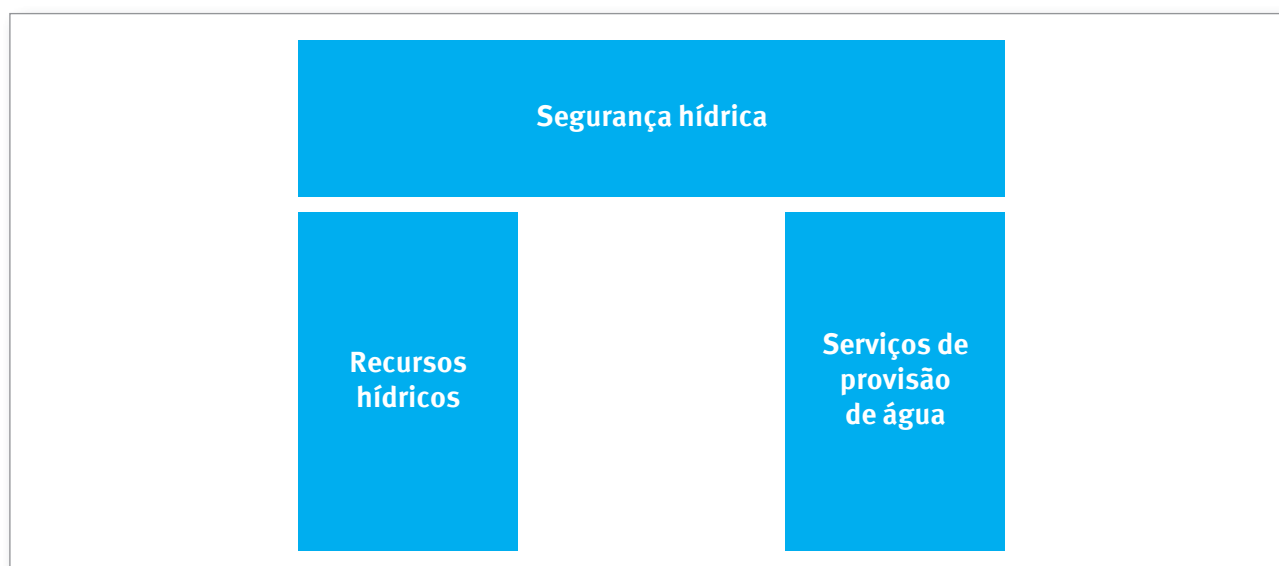 Segurança hídrica
Recursos
hídricos
Serviços de
provisão
de água